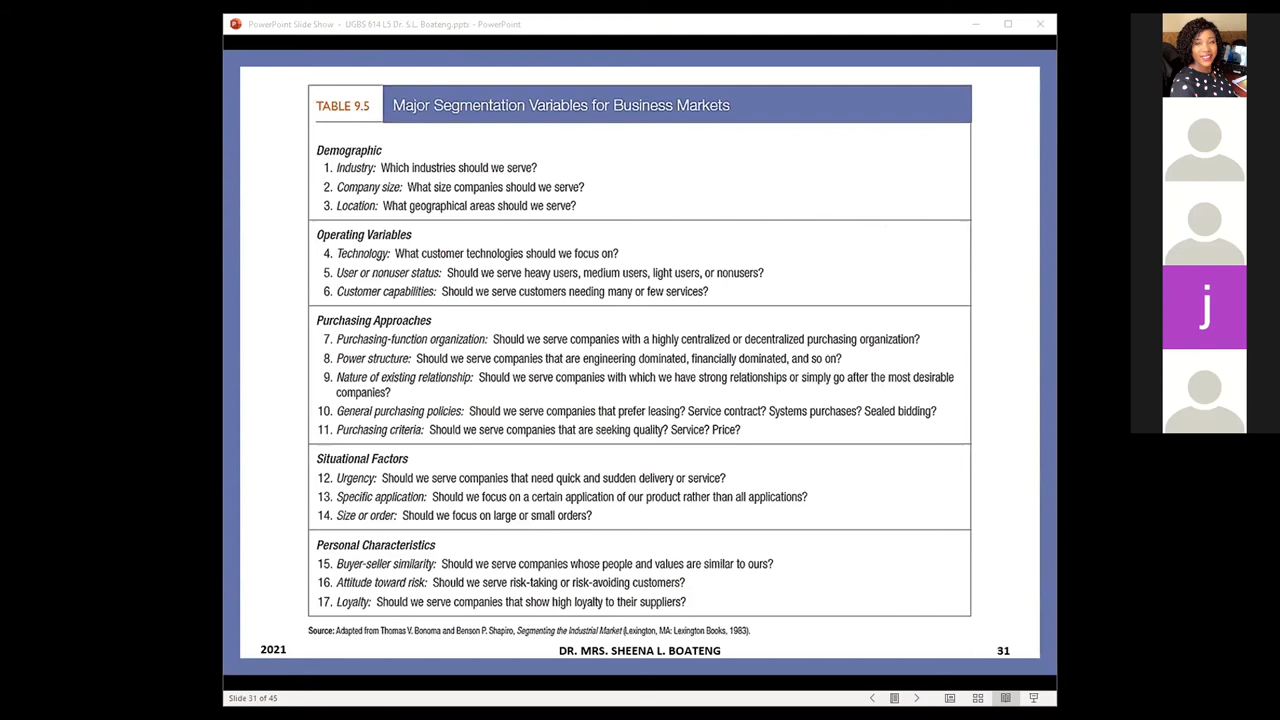 PowerPoint Slide Show - UGBS 614 L5 Dr. S.L. Boateng.pptx - PowerPoint
TABLE 9.5 Major Segmentation Variables for Business Markets
Demographic
1. Industry: Which industries should we serve?
2. Company size: What size companies should we serve?
3. Location: What geographical areas should we serve?
Operating Variables
4. Technology: What customer technologies should we focus on?
5. User or nonuser status: Should we serve heavy users, medium users, light users, or nonusers?
6. Customer capabilities: Should we serve customers needing many or few services?
Purchasing Approaches
7. Purchasing-function organization: Should we serve companies with a highly centralized or decentralized purchasing organization?
8. Power structure: Should we serve companies that are engineering dominated, financially dominated, and so on?
9. Nature of existing relationship: Should we serve companies with which we have strong relationships or simply go after the most desirable
companies?
10. General purchasing policies: Should we serve companies that prefer leasing? Service contract? Systems purchases? Sealed bidding?
11. Purchasing criteria: Should we serve companies that are seeking quality? Service? Price?
Situational Factors
12. Urgency: Should we serve companies that need quick and sudden delivery or service?
13. Specific application: Should we focus on a certain application of our product rather than all applications?
14. Size or order: Should we focus on large or small orders?
Personal Characteristics
15. Buyer-seller similarity: Should we serve companies whose people and values are similar to ours?
16. Attitude toward risk: Should we serve risk-taking or risk-avoiding customers?
17. Loyalty: Should we serve companies that show high loyalty to their suppliers?
Source: Adapted from Thomas V. Bonoma and Benson P. Shapiro, Segmenting the Industrial Market (Lexington, MA: Lexington Books, 1983).
2021 DR. MRS. SHEENA L. BOATENG 31
Slide 31 of 45
j